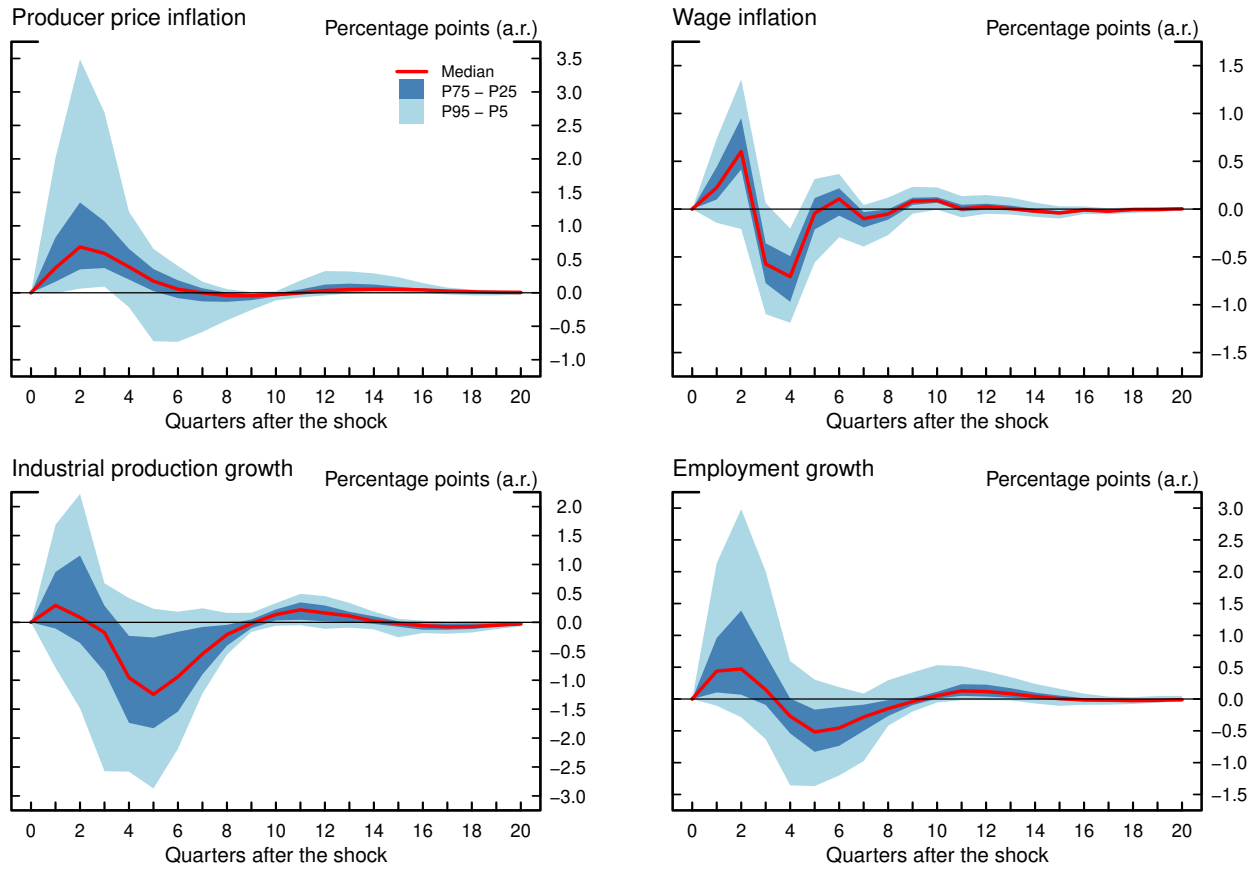 Producer price inflation
Percentage points (a.r.)
Median
P75 − P25
P95 − P5
3.5
3.0
2.5
2.0
1.5
1.0
0.5
0.0
−0.5
−1.0
0 2 4 6 8 10 12 14 16 18 20
Quarters after the shock
Wage inflation
Percentage points (a.r.)
1.5
1.0
0.5
0.0
−0.5
−1.0
−1.5
0 2 4 6 8 10 12 14 16 18 20
Quarters after the shock
Industrial production growth
Percentage points (a.r.)
2.0
1.5
1.0
0.5
0.0
−0.5
−1.0
−1.5
−2.0
−2.5
−3.0
0 2 4 6 8 10 12 14 16 18 20
Quarters after the shock
Employment growth
Percentage points (a.r.)
3.0
2.5
2.0
1.5
1.0
0.5
0.0
−0.5
−1.0
−1.5
0 2 4 6 8 10 12 14 16 18 20
Quarters after the shock